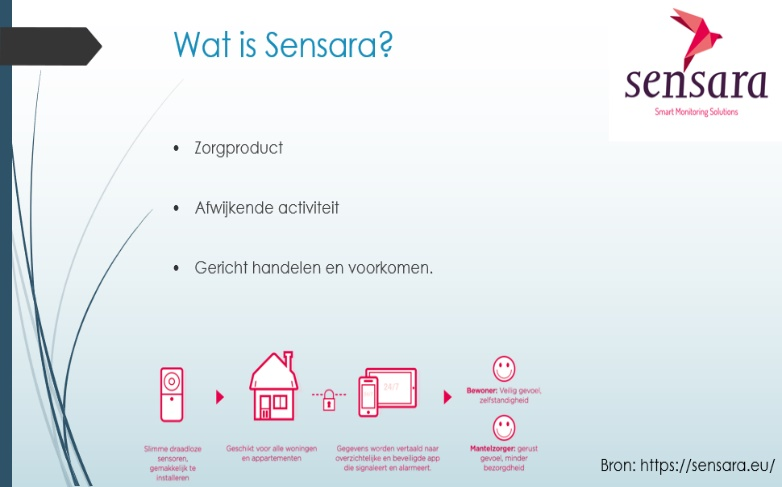 Wat is Sensara?
sensara
Smart Monitoring Solutions
• Zorgproduct
• Afwijkende activiteit
• Gericht handelen en voorkomen.
24/7
Slimme draadloze
sensoren,
gemakkelijk te
installeren
Geschikt voor alle woningen
en appartementen
Gegevens worden vertaald naar
overzichtelijke en beveiligde app
die signaleert en alarmeert.
Bewoner: Veilig gevoel,
zelfstandigheid
Mantelzorger: gerust
gevoel, minder
bezorgdheid
Bron: https://sensara.eu/